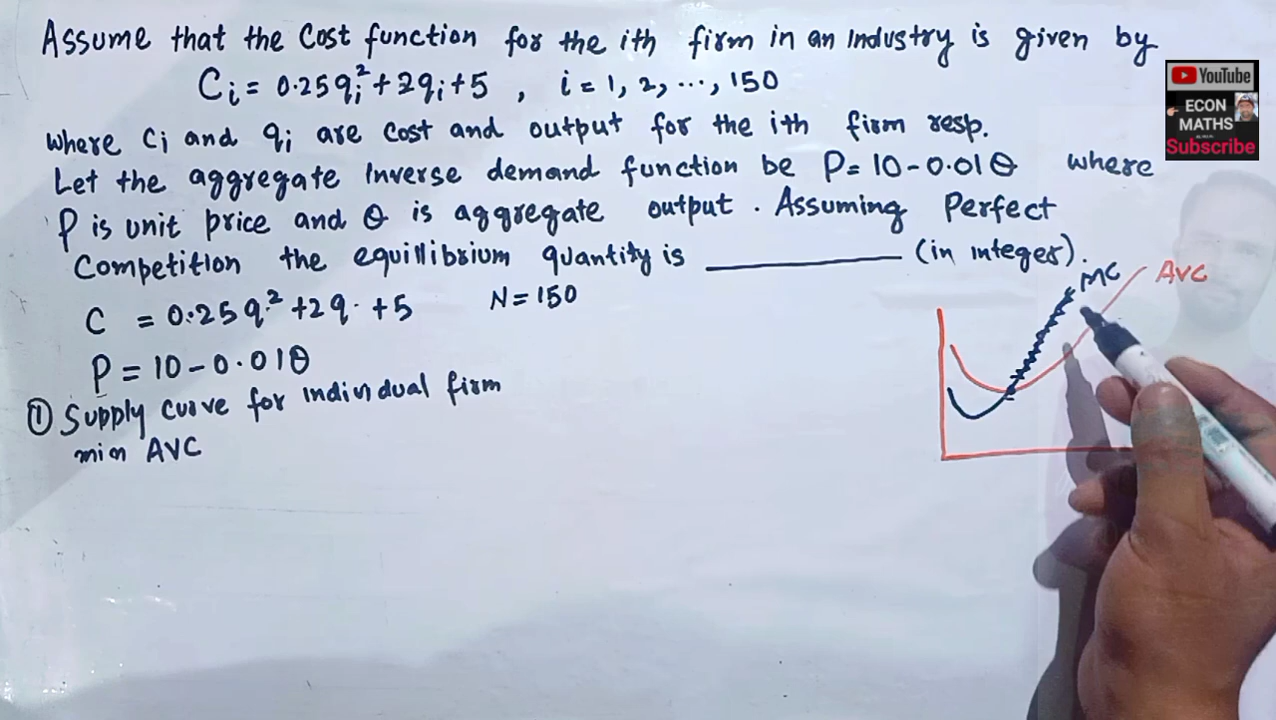 Assume that the Cost function for the ith firm in an Industry is given by
Ci = 0.25qi² + 2qi + 5 , i = 1, 2, ..., 150
YouTube
ECON
MATHS
Subscribe
where Ci and qi are cost and output for the ith firm resp.
Let the aggregate Inverse demand function be P = 10 - 0.01Q where
P is unit price and Q is aggregate output . Assuming Perfect
Competition the equilibrium quantity is __________ (in integer).
C = 0.25q² + 2q + 5 N = 150
MC AVC
P = 10 - 0.01Q
① Supply curve for Individual firm
min AVC